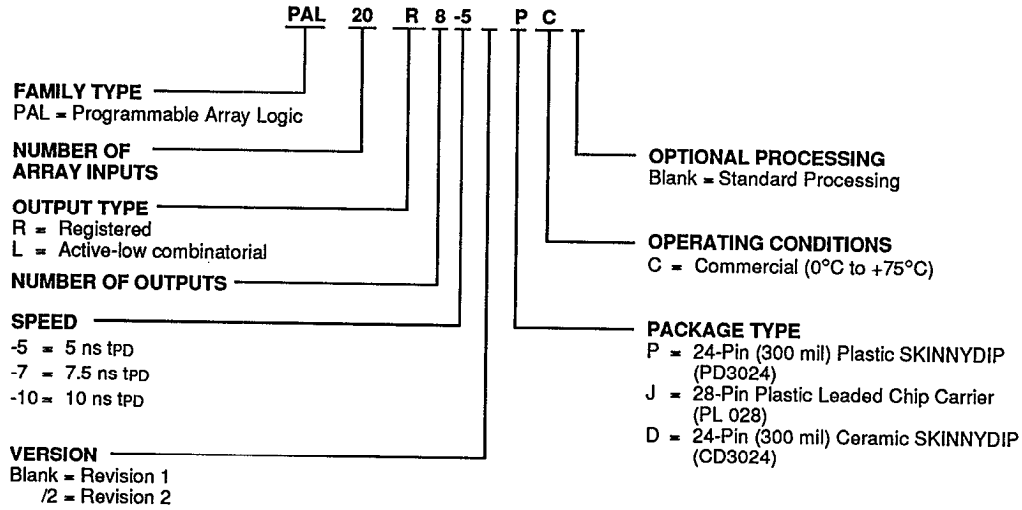 PAL 20 R 8 -5 P C
FAMILY TYPE
PAL = Programmable Array Logic
NUMBER OF
ARRAY INPUTS
OUTPUT TYPE
R = Registered
L = Active-low combinatorial
NUMBER OF OUTPUTS
SPEED
-5 = 5 ns tPD
-7 = 7.5 ns tPD
-10 = 10 ns tPD
VERSION
Blank = Revision 1
/2 = Revision 2
OPTIONAL PROCESSING
Blank = Standard Processing
OPERATING CONDITIONS
C = Commercial (0°C to +75°C)
PACKAGE TYPE
P = 24-Pin (300 mil) Plastic SKINNYDIP
(PD3024)
J = 28-Pin Plastic Leaded Chip Carrier
(PL 028)
D = 24-Pin (300 mil) Ceramic SKINNYDIP
(CD3024)